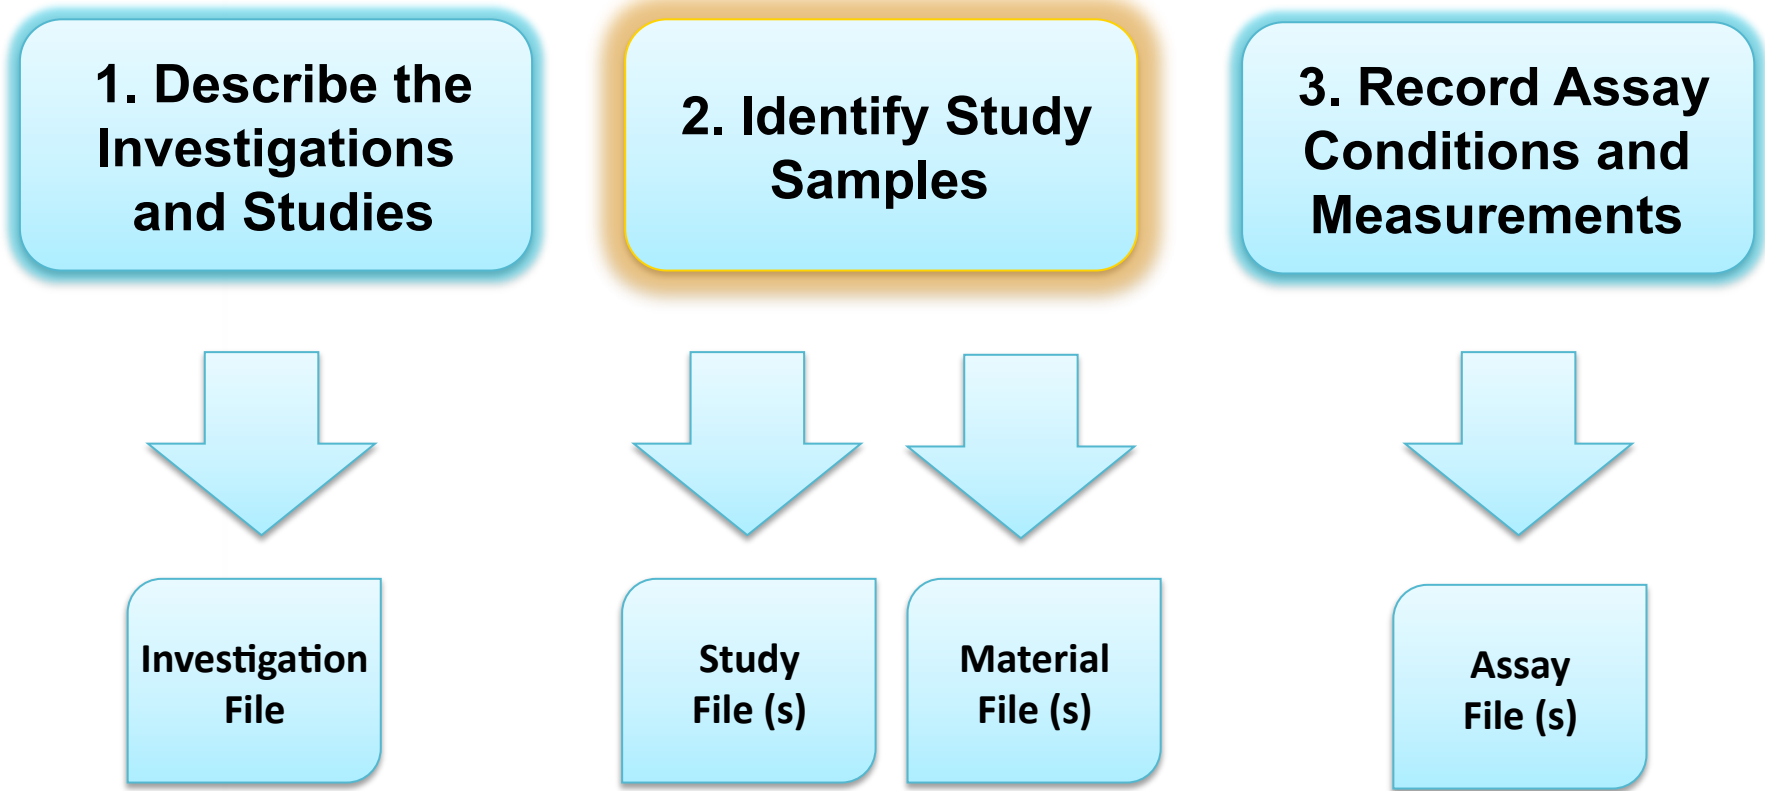 1. Describe the
Investigations
and Studies
2. Identify Study
Samples
3. Record Assay
Conditions and
Measurements
Investigation
File
Study
File (s)
Material
File (s)
Assay
File (s)